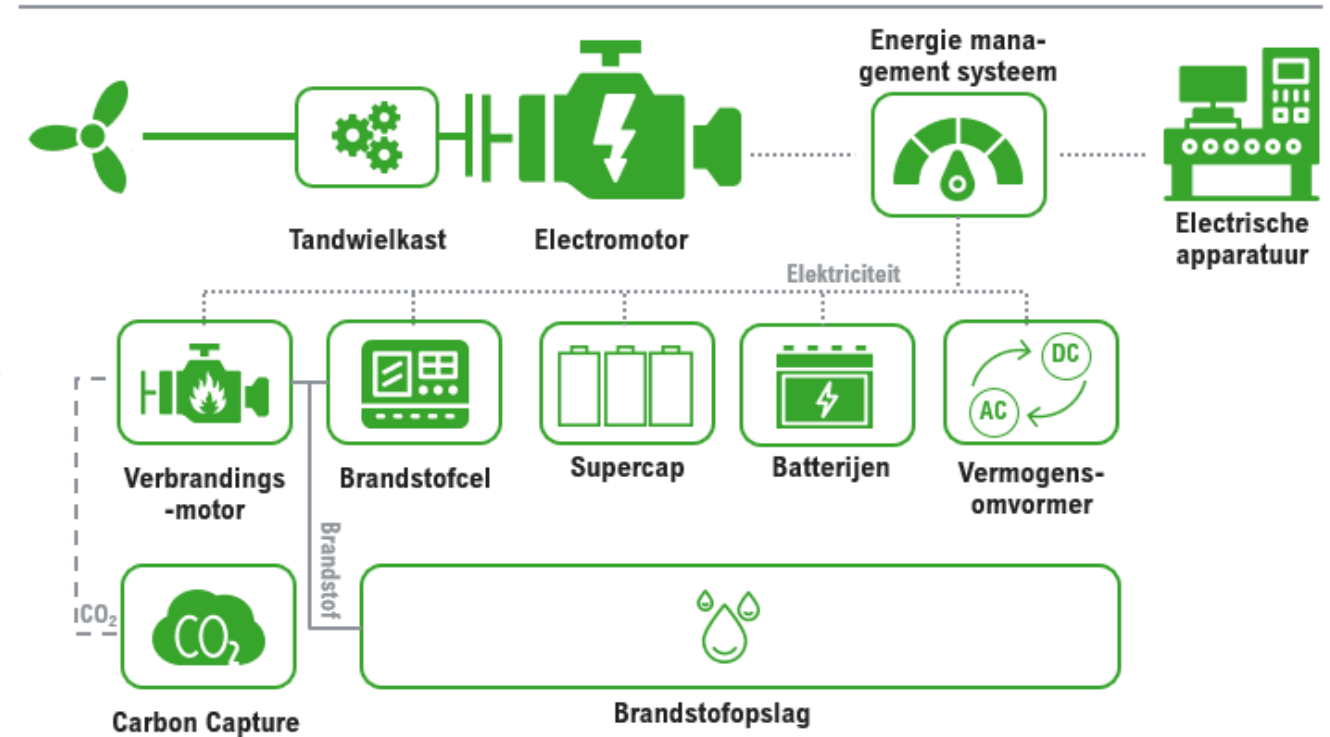 Energie mana-
gement systeem
Tandwielkast
Electromotor
Electrische
apparatuur
Elektriciteit
DC
AC
Verbrandings
-motor
Brandstofcel
Supercap
Batterijen
Vermogens-
omvormer
Brandstof
CO₂
CO₂
Carbon Capture
Brandstofopslag